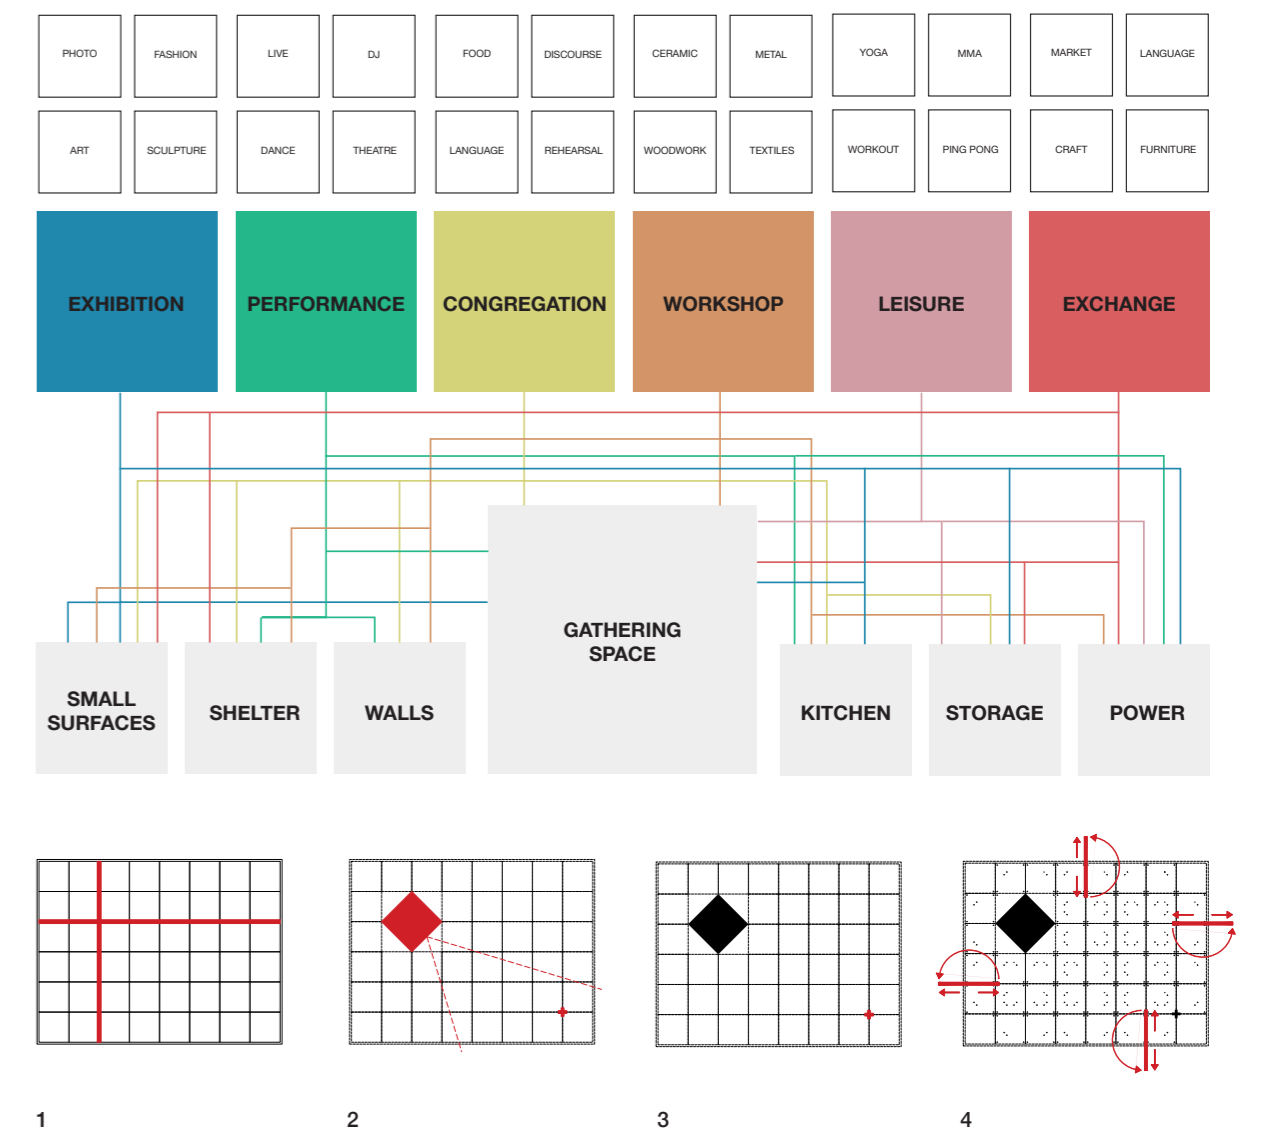 PHOTO
FASHION
LIVE
DJ
FOOD
DISCOURSE
CERAMIC
METAL
YOGA
MMA
MARKET
LANGUAGE
ART
SCULPTURE
DANCE
THEATRE
LANGUAGE
REHEARSAL
WOODWORK
TEXTILES
WORKOUT
PING PONG
CRAFT
FURNITURE
EXHIBITION
PERFORMANCE
CONGREGATION
WORKSHOP
LEISURE
EXCHANGE
GATHERING
SPACE
SMALL
SURFACES
SHELTER
WALLS
KITCHEN
STORAGE
POWER
1
2
3
4